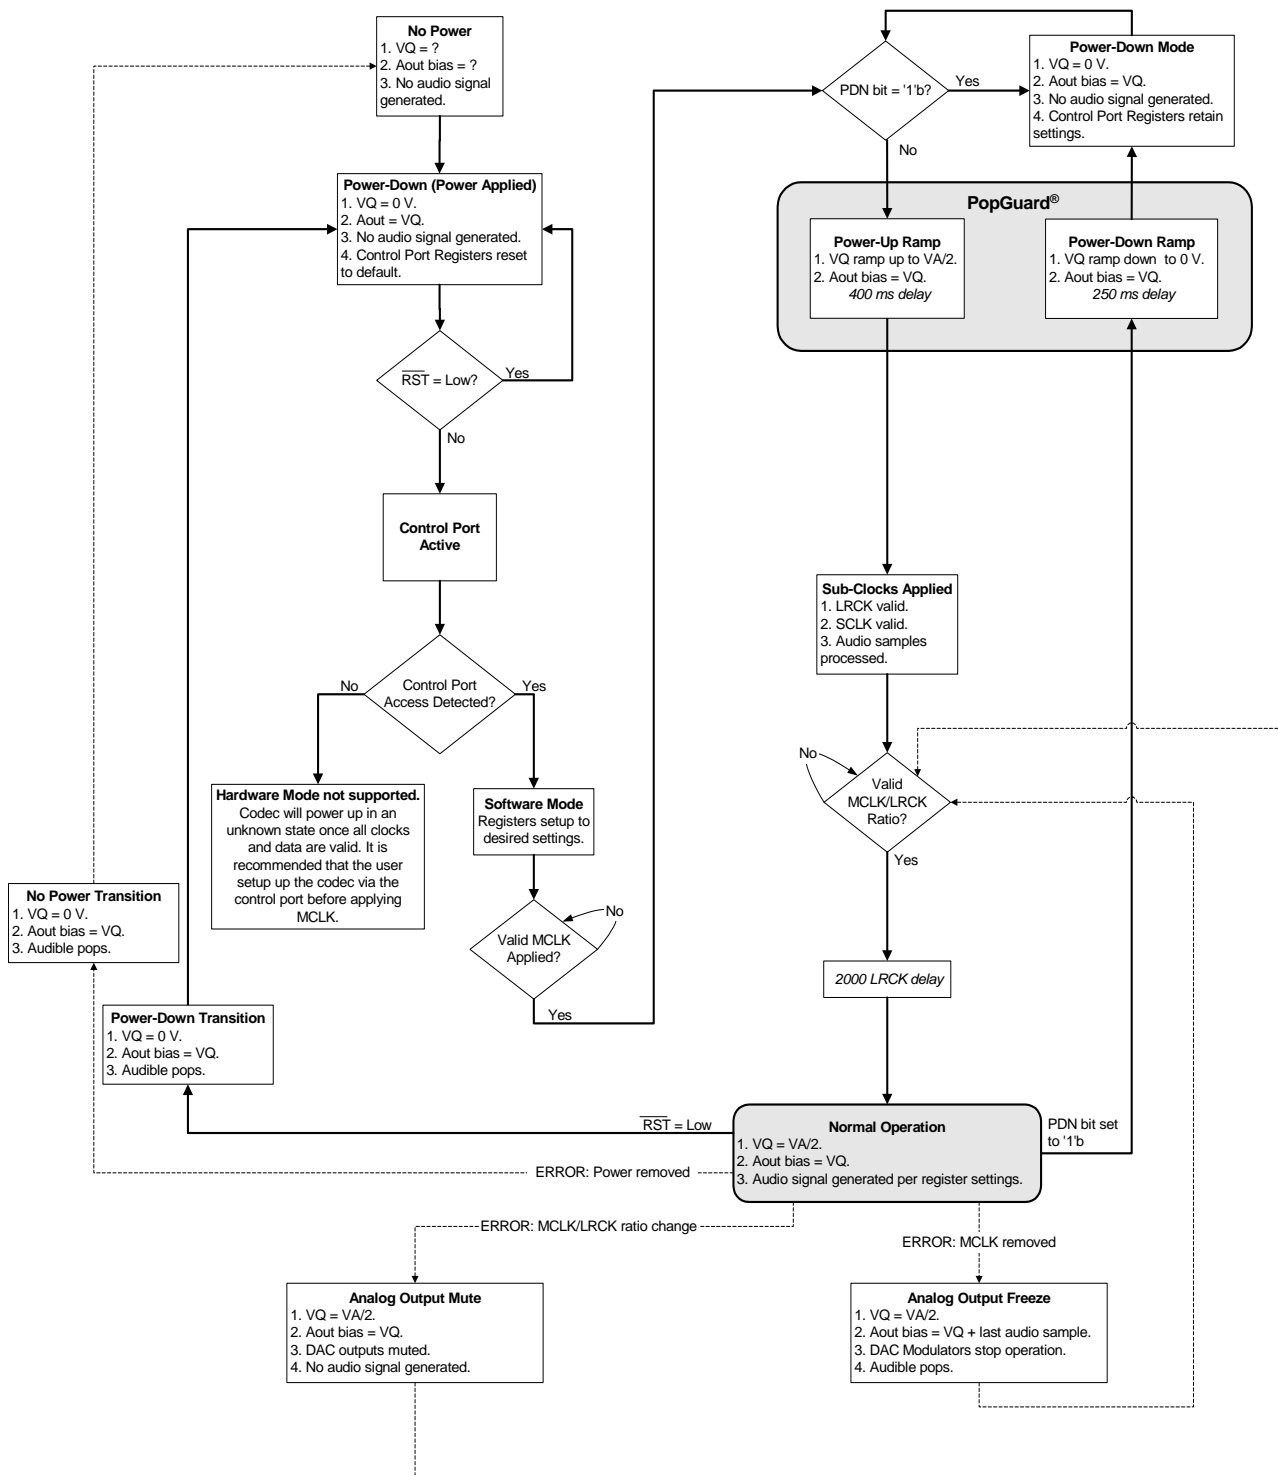 No Power
1. VQ = ?
2. Aout bias = ?
3. No audio signal
generated.
Power-Down (Power Applied)
1. VQ = 0 V.
2. Aout = VQ.
3. No audio signal generated.
4. Control Port Registers reset
to default.
RST = Low?
Yes
No
Control Port
Active
Control Port
Access Detected?
No
Yes
Hardware Mode not supported.
Codec will power up in an
unknown state once all clocks
and data are valid. It is
recommended that the user
setup up the codec via the
control port before applying
MCLK.
Software Mode
Registers setup to
desired settings.
Valid MCLK
Applied?
No
Yes
No Power Transition
1. VQ = 0 V.
2. Aout bias = VQ.
3. Audible pops.
Power-Down Transition
1. VQ = 0 V.
2. Aout bias = VQ.
3. Audible pops.
PDN bit = '1'b?
Yes
No
Power-Down Mode
1. VQ = 0 V.
2. Aout bias = VQ.
3. No audio signal generated.
4. Control Port Registers retain
settings.
PopGuard®
Power-Up Ramp
1. VQ ramp up to VA/2.
2. Aout bias = VQ.
400 ms delay
Power-Down Ramp
1. VQ ramp down to 0 V.
2. Aout bias = VQ.
250 ms delay
Sub-Clocks Applied
1. LRCK valid.
2. SCLK valid.
3. Audio samples
processed.
No
Valid
MCLK/LRCK
Ratio?
Yes
2000 LRCK delay
Normal Operation
1. VQ = VA/2.
2. Aout bias = VQ.
3. Audio signal generated per register settings.
RST = Low
PDN bit set
to '1'b
ERROR: Power removed
ERROR: MCLK/LRCK ratio change
ERROR: MCLK removed
Analog Output Mute
1. VQ = VA/2.
2. Aout bias = VQ.
3. DAC outputs muted.
4. No audio signal generated.
Analog Output Freeze
1. VQ = VA/2.
2. Aout bias = VQ + last audio sample.
3. DAC Modulators stop operation.
4. Audible pops.